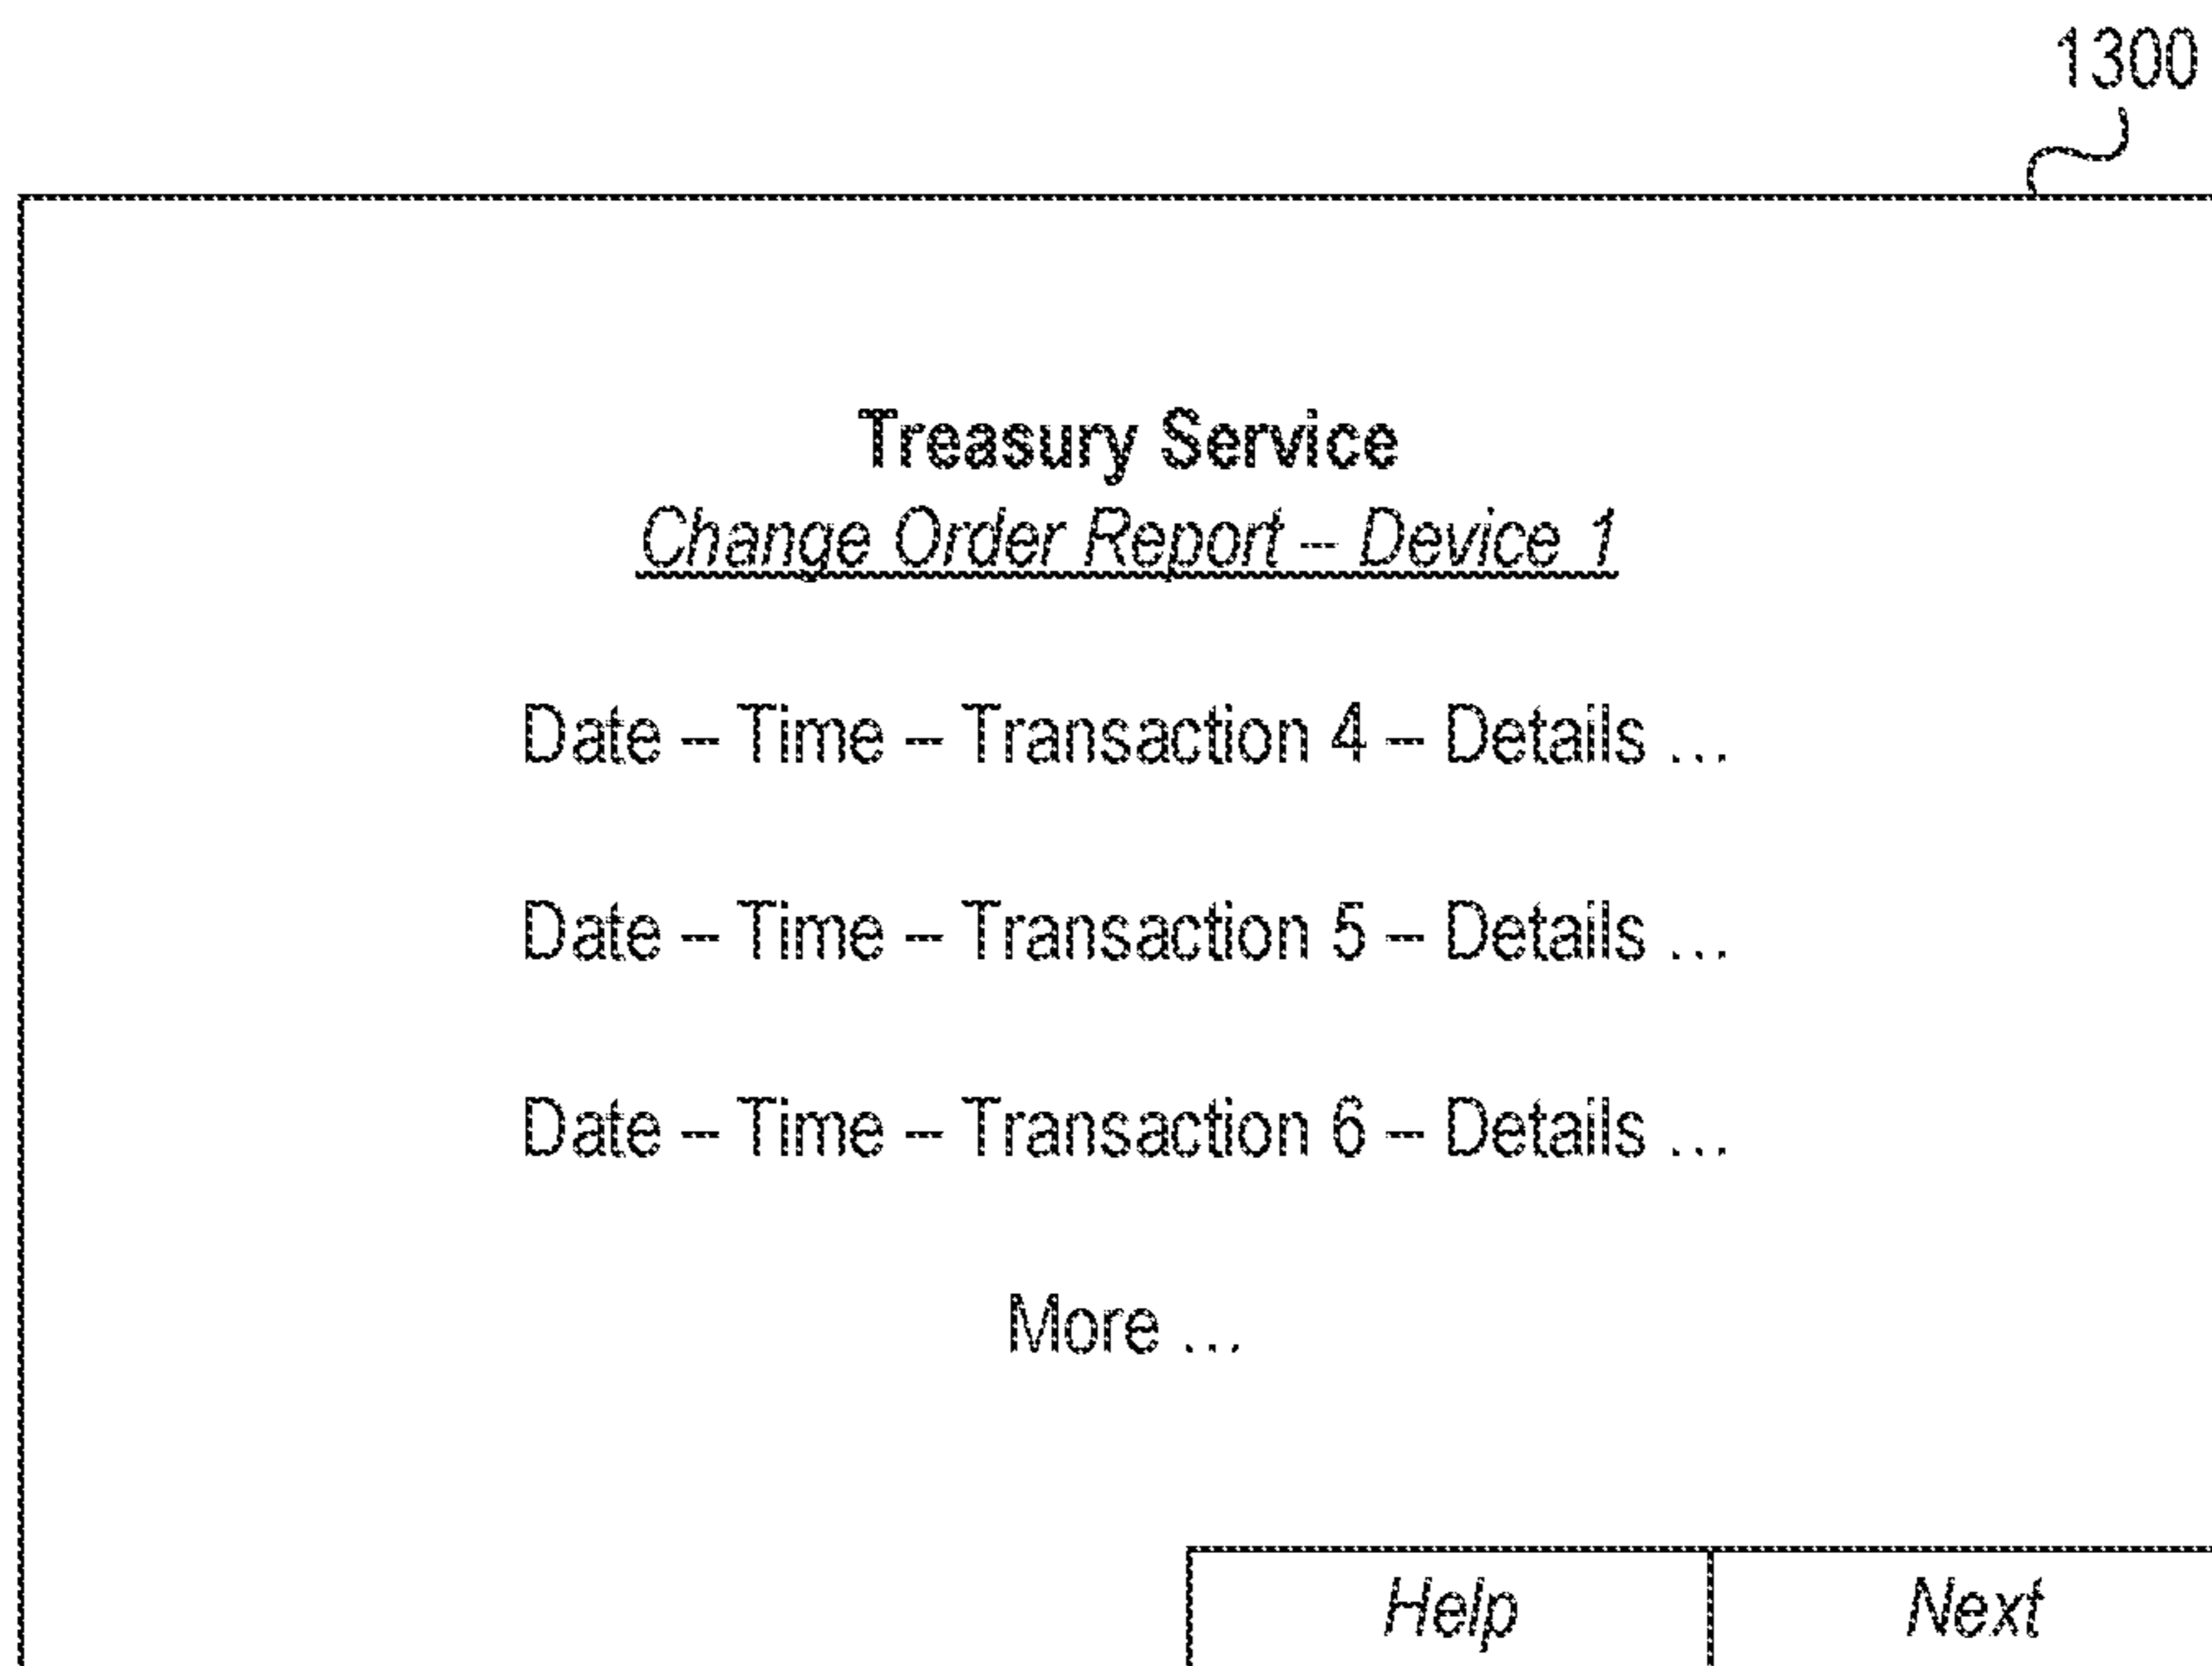 1300
Treasury Service
Change Order Report – Device 1
Date – Time – Transaction 4 – Details ...
Date – Time – Transaction 5 – Details ...
Date – Time – Transaction 6 – Details ...
More ...
Help Next